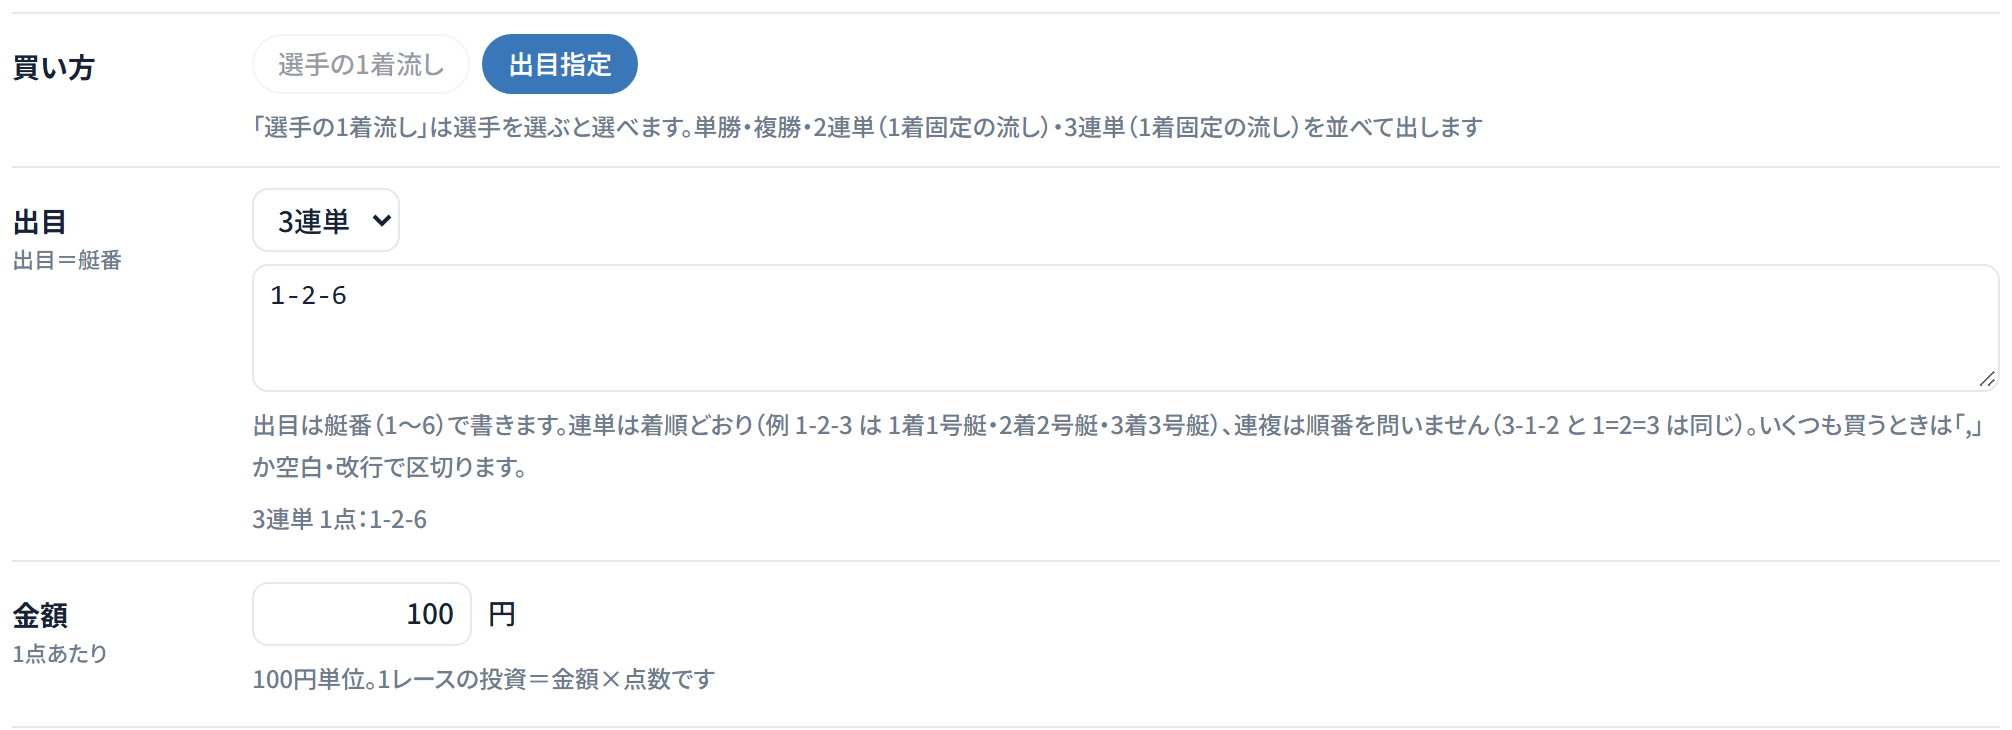 買い方
選手の1着流し 出目指定
「選手の1着流し」は選手を選ぶと選べます。単勝・複勝・2連単（1着固定の流し）・3連単（1着固定の流し）を並べて出します
出目
出目＝艇番
3連単
1-2-6
出目は艇番（1〜6）で書きます。連単は着順どおり（例 1-2-3 は 1着1号艇・2着2号艇・3着3号艇）、連複は順番を問いません（3-1-2 と 1=2=3 は同じ）。いくつも買うときは「,」
か空白・改行で区切ります。
3連単 1点：1-2-6
金額
1点あたり
100 円
100円単位。1レースの投資＝金額×点数です